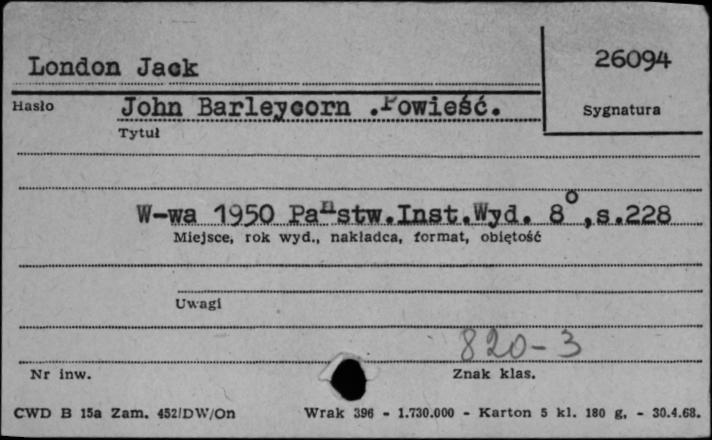 London Jack
26094
Hasło
John Barleycorn .Powieść.
Sygnatura
Tytuł
W-wa 1950 Państw.Inst.Wyd. 8°,s.228
Miejsce, rok wyd., nakładca, format, obiętość
Uwagi
820-3
Nr inw.
Znak klas.
CWD B 15a Zam. 452/DW/On
Wrak 396 - 1.730.000 - Karton 5 kl. 180 g, - 30.4.68.